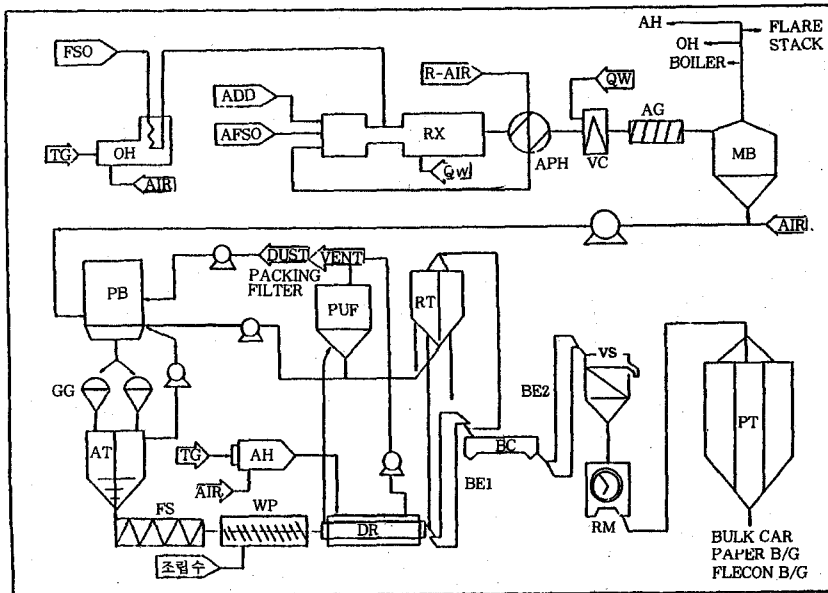 AH
FLARE
STACK
OH
BOILER
FSO
ADD
AFSO
R-AIR
QW
TG
OH
AIR
RX
QW
APH
VC
AG
MB
AIR
DUST
VENT
PACKING
FILTER
PB
PUF
RT
GG
AT
TG
AH
AIR
BE1
BC
BE2
VS
RM
PT
FS
WP
DR
조립수
BULK CAR
PAPER B/G
FLECON B/G